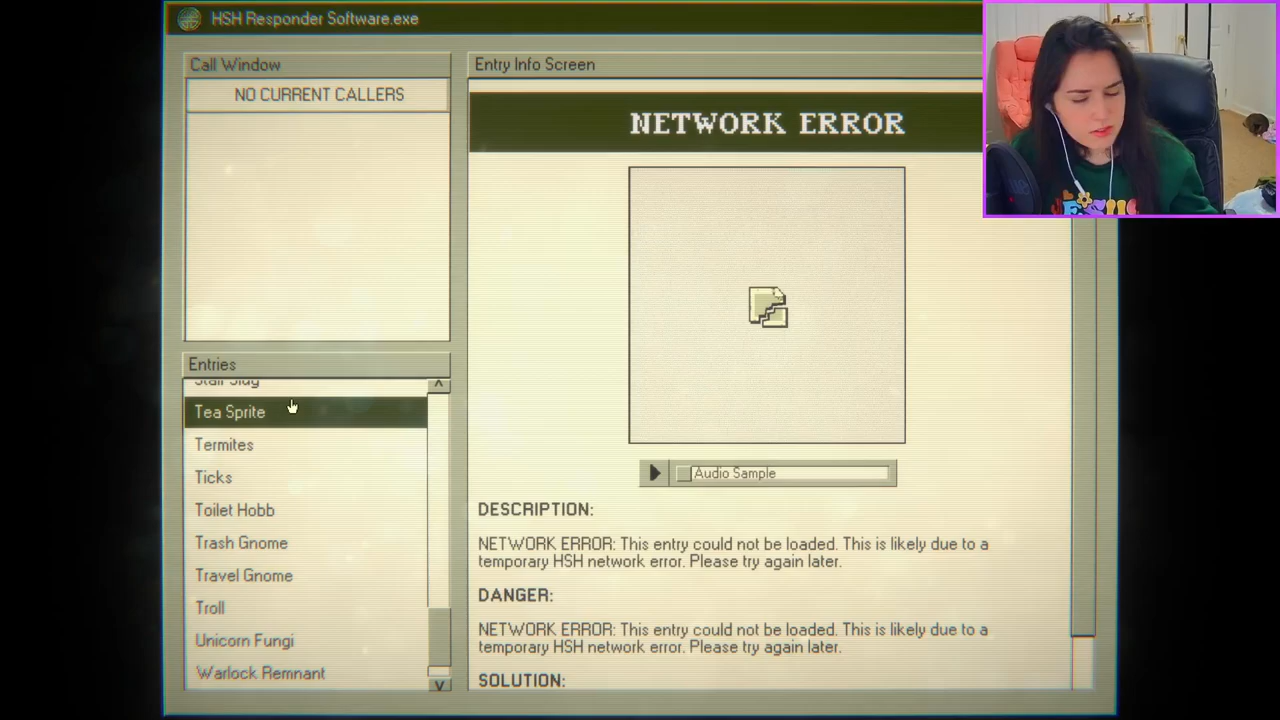 HSH Responder Software.exe
Call Window
NO CURRENT CALLERS
Entry Info Screen
NETWORK ERROR
Audio Sample
DESCRIPTION:
NETWORK ERROR: This entry could not be loaded. This is likely due to a
temporary HSH network error. Please try again later.
DANGER:
NETWORK ERROR: This entry could not be loaded. This is likely due to a
temporary HSH network error. Please try again later.
SOLUTION:
Entries
Stair Slug
Tea Sprite
Termites
Ticks
Toilet Hobb
Trash Gnome
Travel Gnome
Troll
Unicorn Fungi
Warlock Remnant